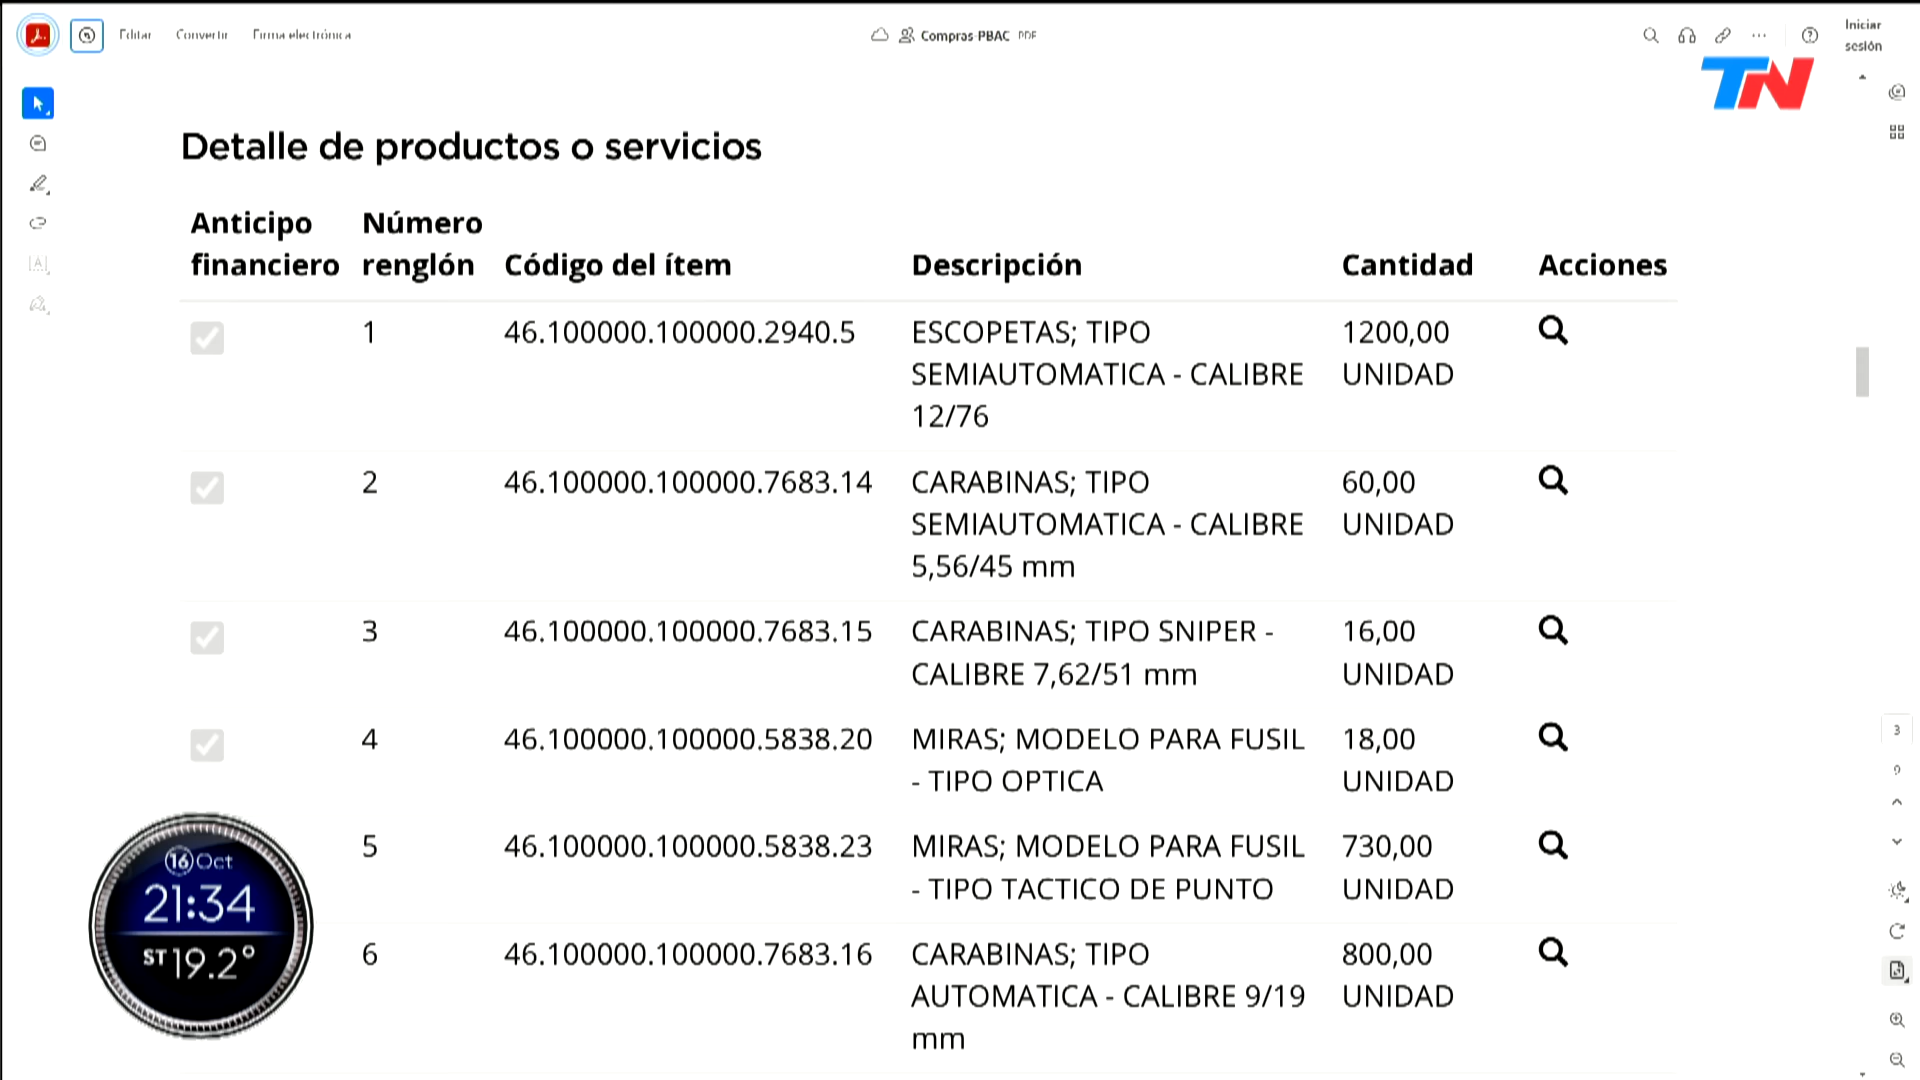 Editar Convertir Firma electrónica
Compras PBAC PDF
Iniciar sesión
TN
Detalle de productos o servicios
Anticipo financiero Número renglón Código del ítem Descripción Cantidad Acciones
1 46.100000.100000.2940.5 ESCOPETAS; TIPO 1200,00
SEMIAUTOMATICA - CALIBRE UNIDAD
12/76
2 46.100000.100000.7683.14 CARABINAS; TIPO 60,00
SEMIAUTOMATICA - CALIBRE UNIDAD
5,56/45 mm
3 46.100000.100000.7683.15 CARABINAS; TIPO SNIPER - 16,00
CALIBRE 7,62/51 mm UNIDAD
4 46.100000.100000.5838.20 MIRAS; MODELO PARA FUSIL 18,00
- TIPO OPTICA UNIDAD
5 46.100000.100000.5838.23 MIRAS; MODELO PARA FUSIL 730,00
- TIPO TACTICO DE PUNTO UNIDAD
6 46.100000.100000.7683.16 CARABINAS; TIPO 800,00
AUTOMATICA - CALIBRE 9/19 UNIDAD
mm
16 Oct
21:34
ST 19.2°
3
9